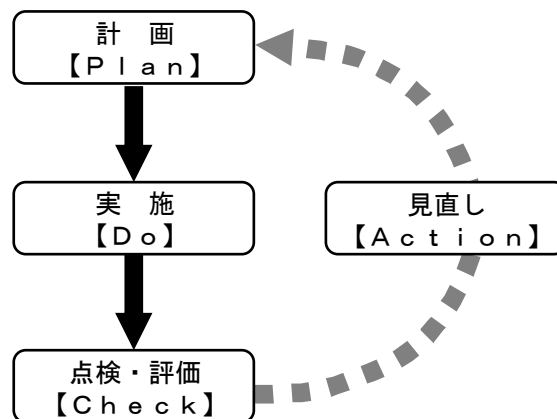 計　画
【Ｐｌａｎ】
実　施
【Ｄｏ】
見直し
【Ａｃｔｉｏｎ】
点検・評価
【Ｃｈｅｃｋ】